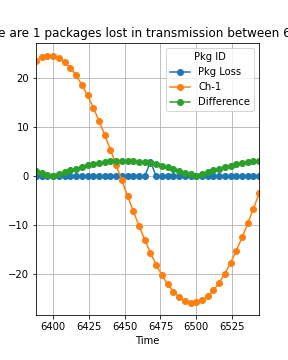 e are 1 packages lost in transmission between 6
Pkg ID
Pkg Loss
Ch-1
Difference
20
10
0
−10
−20
6400 6425 6450 6475 6500 6525
Time